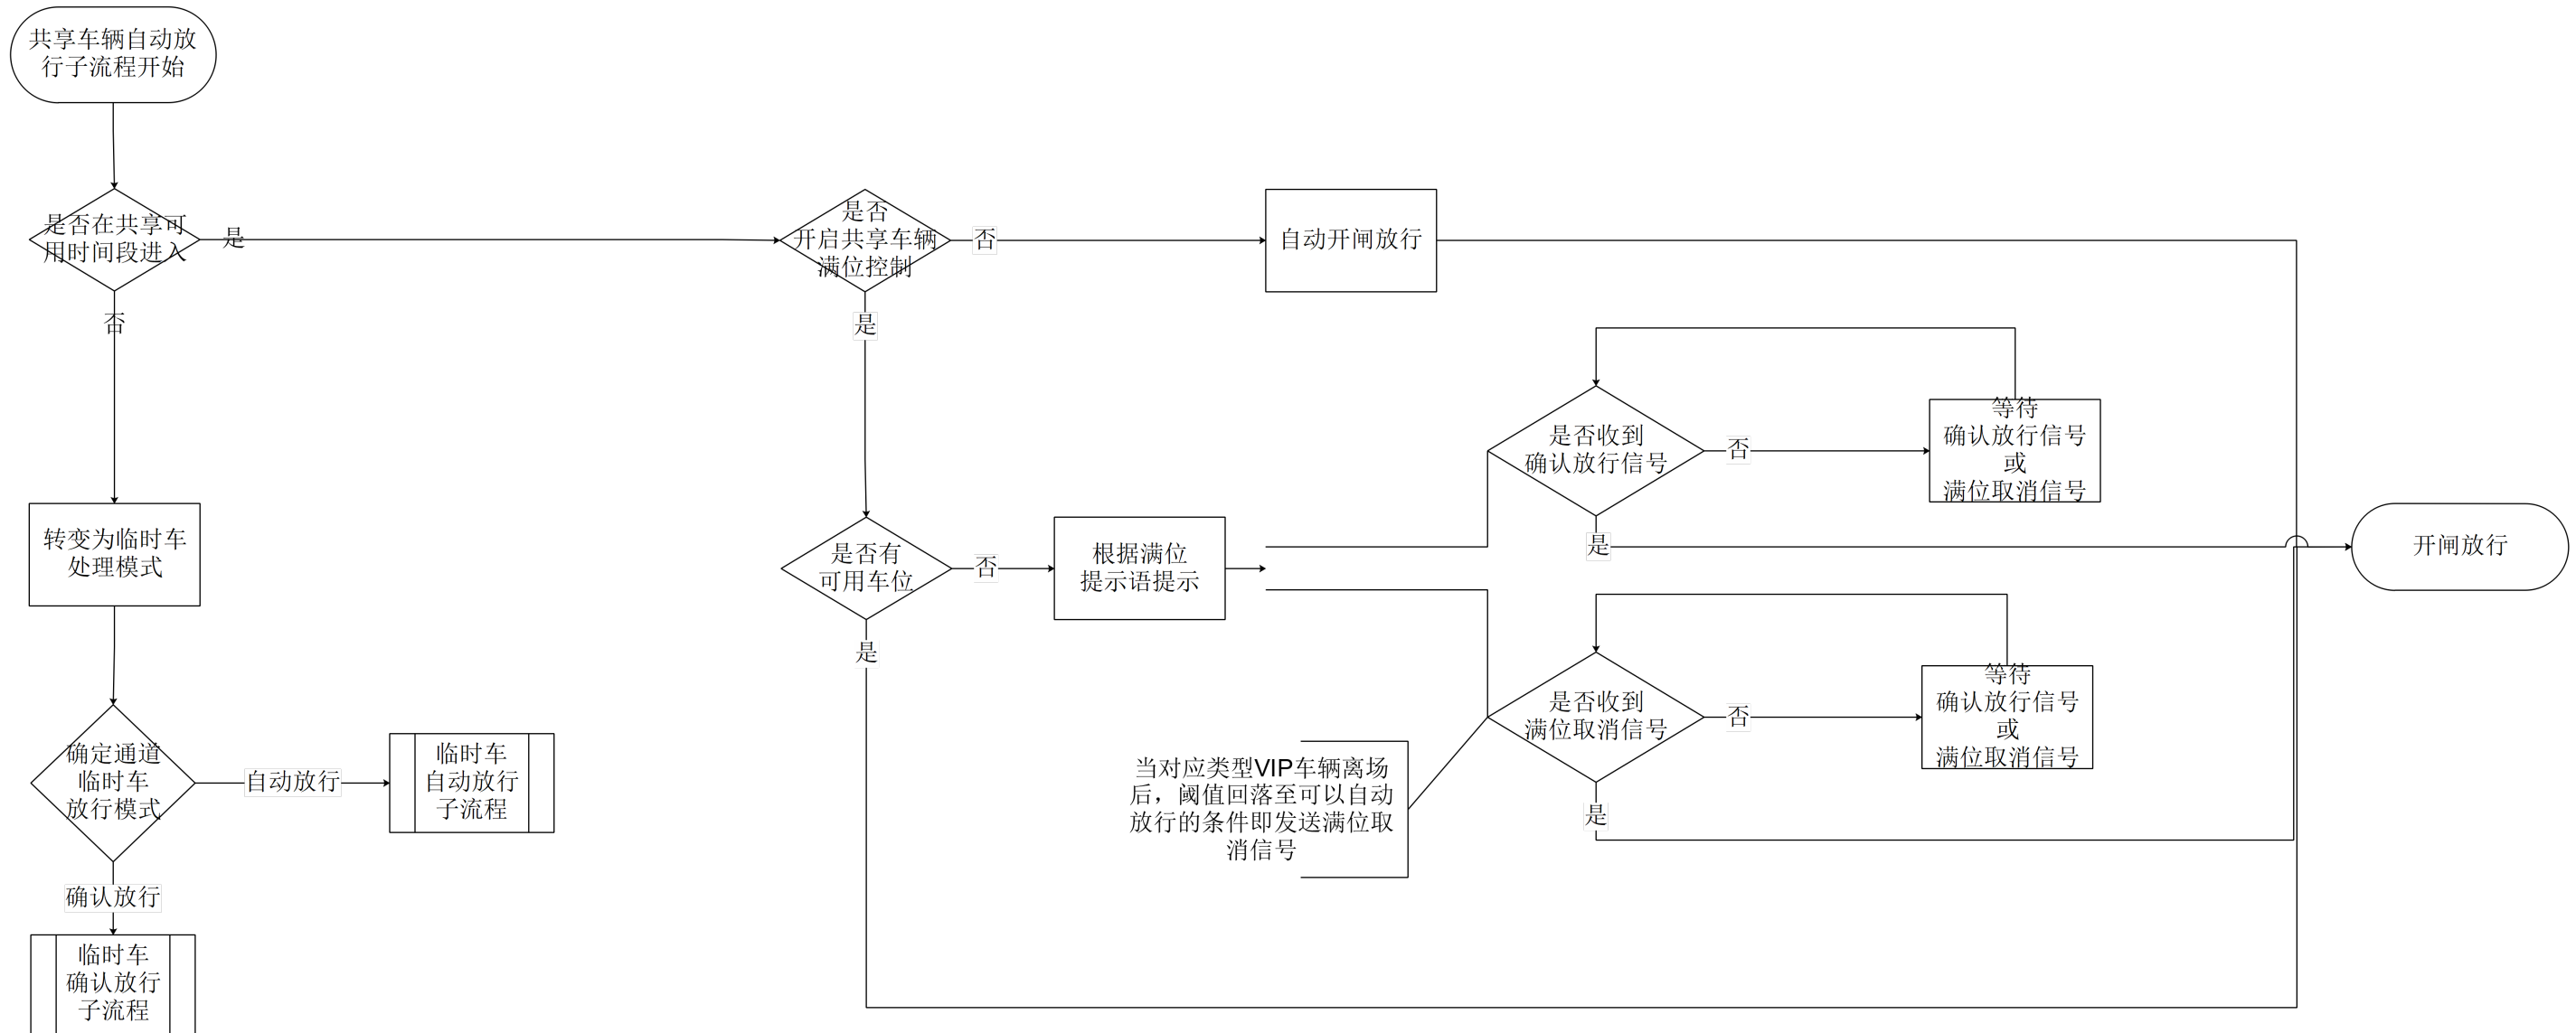 共享车辆自动放
行子流程开始
是否在共享可
用时间段进入
是
是否
开启共享车辆
满位控制
否
自动开闸放行
否
是
是否收到
确认放行信号
否
等待
确认放行信号
或
满位取消信号
转变为临时车
处理模式
是否有
可用车位
否
根据满位
提示语提示
是
开闸放行
是
是否收到
满位取消信号
否
等待
确认放行信号
或
满位取消信号
确定通道
临时车
放行模式
自动放行
临时车
自动放行
子流程
当对应类型VIP车辆离场
后，阈值回落至可以自动
放行的条件即发送满位取
消信号
是
确认放行
临时车
确认放行
子流程